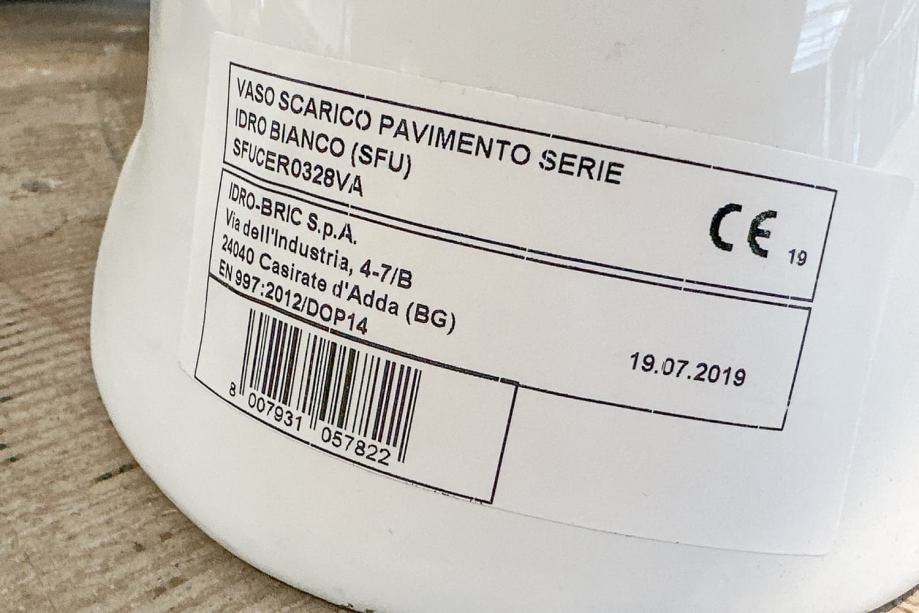 VASO SCARICO PAVIMENTO SERIE
IDRO BIANCO (SFU)
SFUCER0328VA
CE 19
IDRO-BRIC S.p.A.
Via dell'Industria, 4-7/B
24040 Casirate d'Adda (BG)
EN 997:2012/DOP14
19.07.2019
8 007931 057822